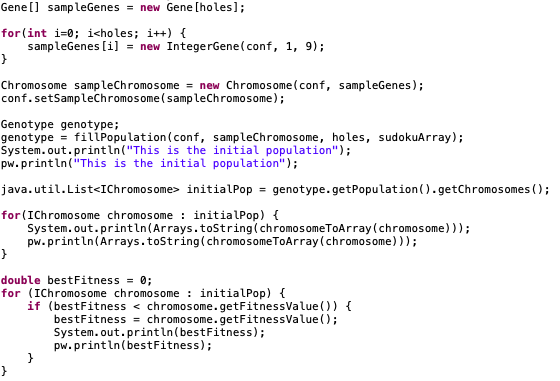 Gene[] sampleGenes = new Gene[holes];
for(int i=0; i<holes; i++) {
sampleGenes[i] = new IntegerGene(conf, 1, 9);
}
Chromosome sampleChromosome = new Chromosome(conf, sampleGenes);
conf.setSampleChromosome(sampleChromosome);
Genotype genotype;
genotype = fillPopulation(conf, sampleChromosome, holes, sudokuArray);
System.out.println("This is the initial population");
pw.println("This is the initial population");
java.util.List<IChromosome> initialPop = genotype.getPopulation().getChromosomes();
for(IChromosome chromosome : initialPop) {
System.out.println(Arrays.toString(chromosomeToArray(chromosome)));
pw.println(Arrays.toString(chromosomeToArray(chromosome)));
}
double bestFitness = 0;
for (IChromosome chromosome : initialPop) {
if (bestFitness < chromosome.getFitnessValue()) {
bestFitness = chromosome.getFitnessValue();
System.out.println(bestFitness);
pw.println(bestFitness);
}
}